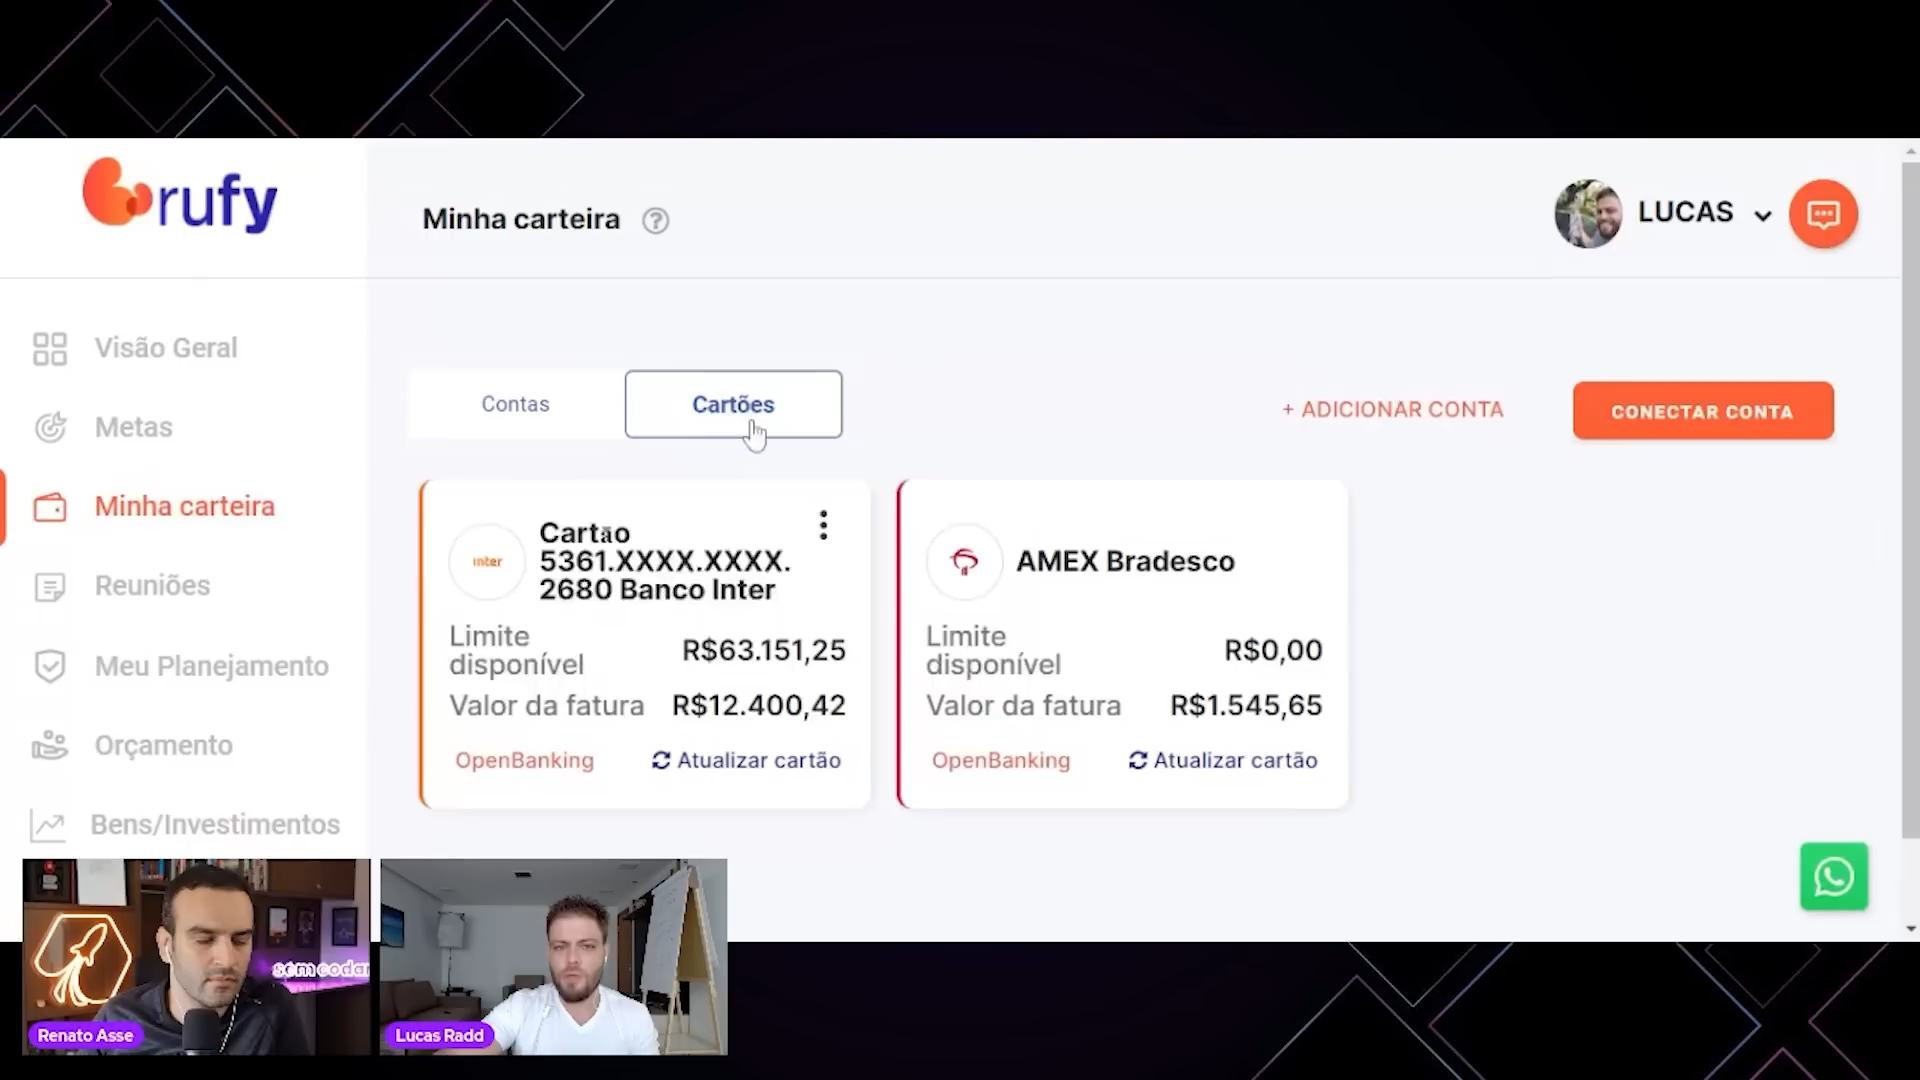 rufy
Minha carteira ?
LUCAS
Visão Geral
Metas
Minha carteira
Reuniões
Meu Planejamento
Orçamento
Bens/Investimentos
Contas
Cartões
+ ADICIONAR CONTA
CONECTAR CONTA
inter
Cartão
5361.XXXX.XXXX.
2680 Banco Inter
Limite
disponível
R$63.151,25
Valor da fatura R$12.400,42
OpenBanking
Atualizar cartão
AMEX Bradesco
Limite
disponível
R$0,00
Valor da fatura R$1.545,65
OpenBanking
Atualizar cartão
Renato Asse
Lucas Radd